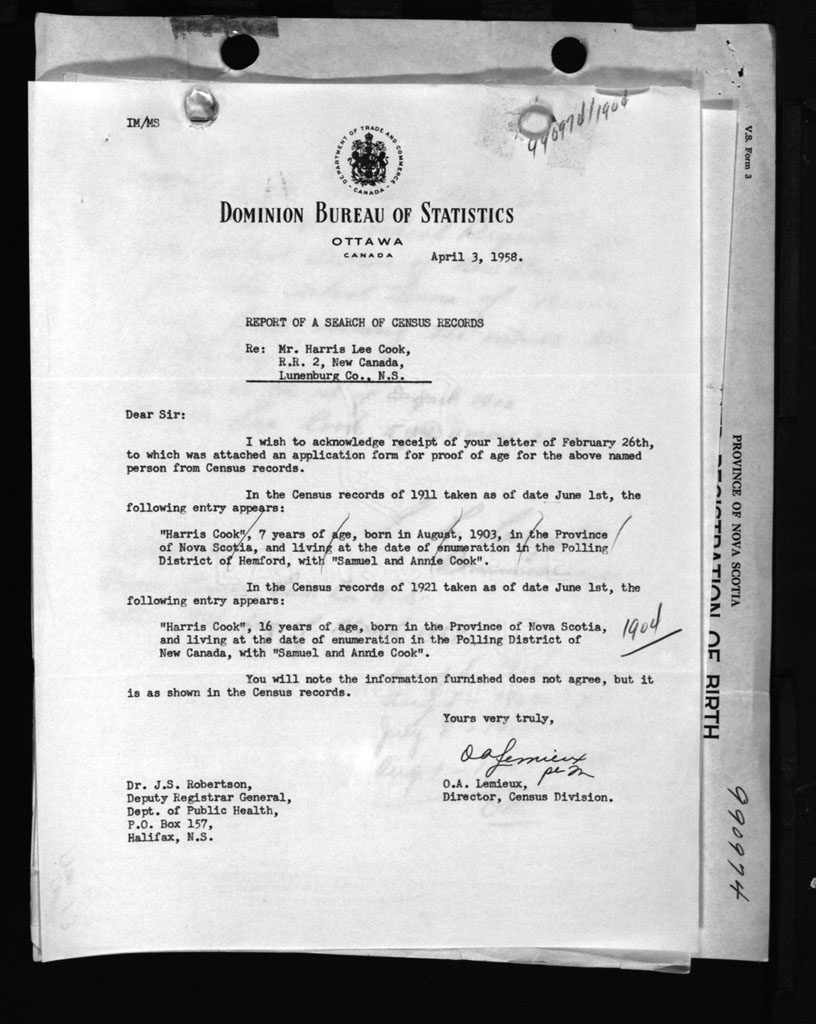 IM/MS
990974/1904
DEPARTMENT OF TRADE AND COMMERCE
CANADA
DOMINION BUREAU OF STATISTICS
OTTAWA
CANADA
April 3, 1958.
REPORT OF A SEARCH OF CENSUS RECORDS
Re: Mr. Harris Lee Cook,
R.R. 2, New Canada,
Lunenburg Co., N.S.
Dear Sir:
I wish to acknowledge receipt of your letter of February 26th,
to which was attached an application form for proof of age for the above named
person from Census records.
In the Census records of 1911 taken as of date June 1st, the
following entry appears:
"Harris Cook", 7 years of age, born in August, 1903, in the Province
of Nova Scotia, and living at the date of enumeration in the Polling
District of Hemford, with "Samuel and Annie Cook".
In the Census records of 1921 taken as of date June 1st, the
following entry appears:
"Harris Cook", 16 years of age, born in the Province of Nova Scotia,
and living at the date of enumeration in the Polling District of
New Canada, with "Samuel and Annie Cook".
1904
You will note the information furnished does not agree, but it
is as shown in the Census records.
Yours very truly,
OA Lemieux
per
O.A. Lemieux,
Director, Census Division.
Dr. J.S. Robertson,
Deputy Registrar General,
Dept. of Public Health,
P.O. Box 157,
Halifax, N.S.
V.S. Form 3
PROVINCE OF NOVA SCOTIA
REGISTRATION OF BIRTH
990974